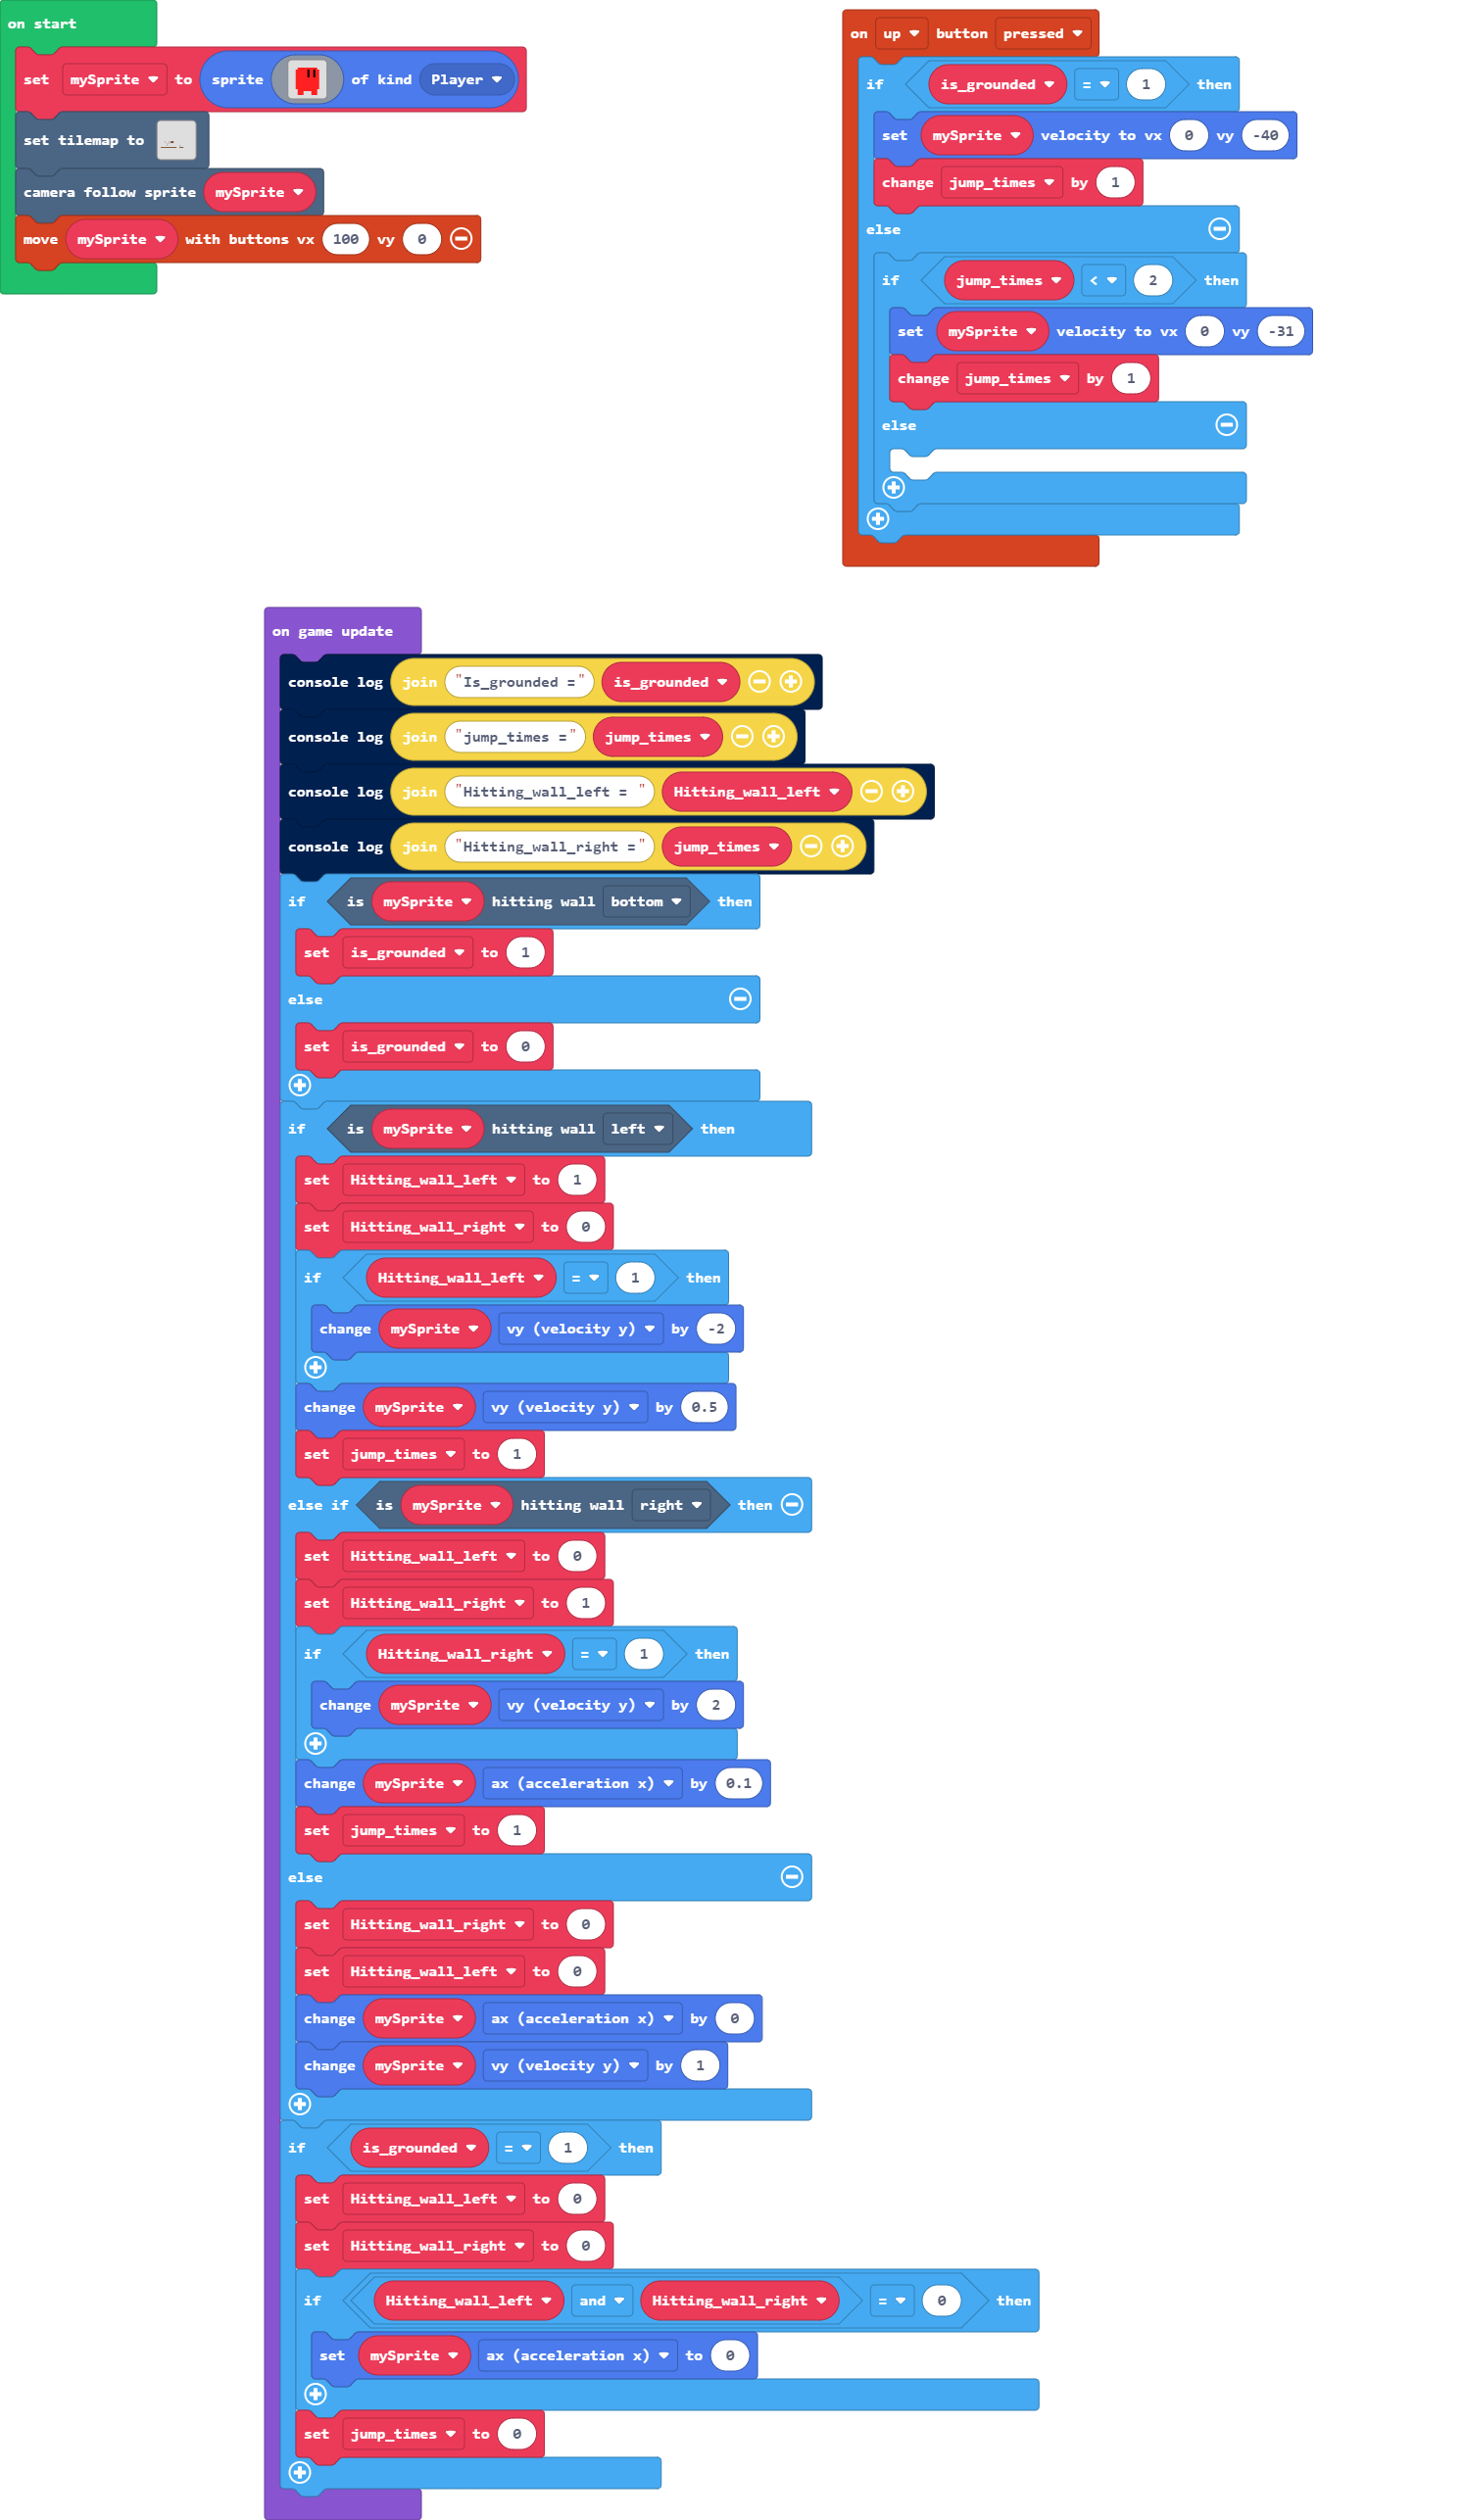 on start
set mySprite to sprite of kind Player
set tilemap to
camera follow sprite mySprite
move mySprite with buttons vx 100 vy 0
on up button pressed
if is_grounded = 1 then
set mySprite velocity to vx 0 vy -40
change jump_times by 1
else
if jump_times < 2 then
set mySprite velocity to vx 0 vy -31
change jump_times by 1
else
on game update
console log join "Is_grounded =" is_grounded
console log join "jump_times =" jump_times
console log join "Hitting_wall_left = " Hitting_wall_left
console log join "Hitting_wall_right =" jump_times
if is mySprite hitting wall bottom then
set is_grounded to 1
else
set is_grounded to 0
if is mySprite hitting wall left then
set Hitting_wall_left to 1
set Hitting_wall_right to 0
if Hitting_wall_left = 1 then
change mySprite vy (velocity y) by -2
change mySprite vy (velocity y) by 0.5
set jump_times to 1
else if is mySprite hitting wall right then
set Hitting_wall_left to 0
set Hitting_wall_right to 1
if Hitting_wall_right = 1 then
change mySprite vy (velocity y) by 2
change mySprite ax (acceleration x) by 0.1
set jump_times to 1
else
set Hitting_wall_right to 0
set Hitting_wall_left to 0
change mySprite ax (acceleration x) by 0
change mySprite vy (velocity y) by 1
if is_grounded = 1 then
set Hitting_wall_left to 0
set Hitting_wall_right to 0
if Hitting_wall_left and Hitting_wall_right = 0 then
set mySprite ax (acceleration x) to 0
set jump_times to 0